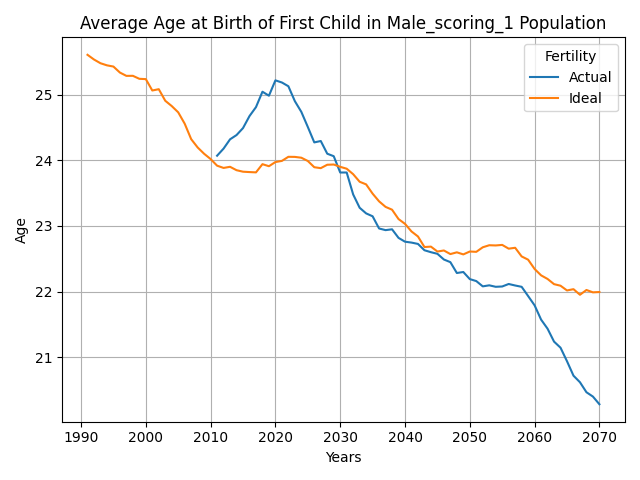 Average Age at Birth of First Child in Male_scoring_1 Population
Fertility
Actual
Ideal
Age
25
24
23
22
21
1990 2000 2010 2020 2030 2040 2050 2060 2070
Years